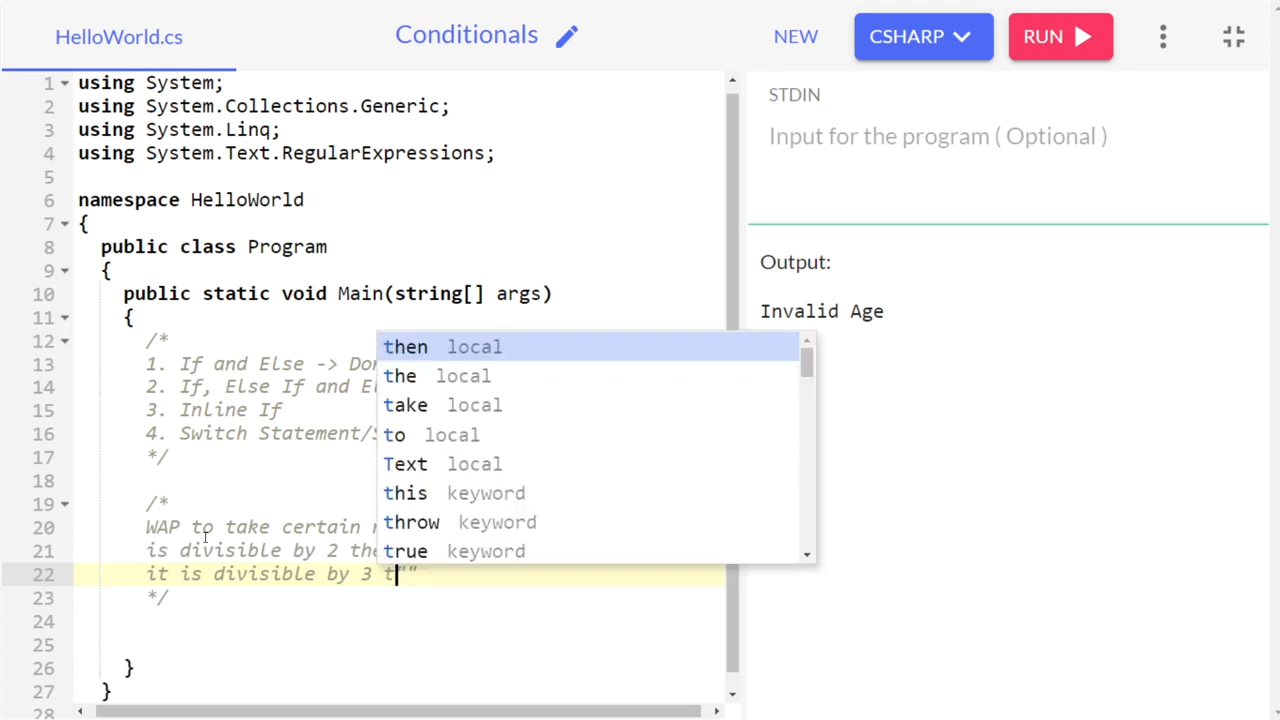 HelloWorld.cs
Conditionals
NEW
CSHARP
RUN
1 using System;
2 using System.Collections.Generic;
3 using System.Linq;
4 using System.Text.RegularExpressions;
5
6 namespace HelloWorld
7 {
8 public class Program
9 {
10 public static void Main(string[] args)
11 {
12 /*
13 1. If and Else ->
14 2. If, Else If and
15 3. Inline If
16 4. Switch
17 */
18
19 /*
20 WAP to take certain
21 is divisible by 2
22 it is divisible by 3 t""
23 */
24
25
26 }
27 }
28
then local
the local
take local
to local
Text local
this keyword
throw keyword
true keyword
STDIN
Input for the program ( Optional )
Output:
Invalid Age